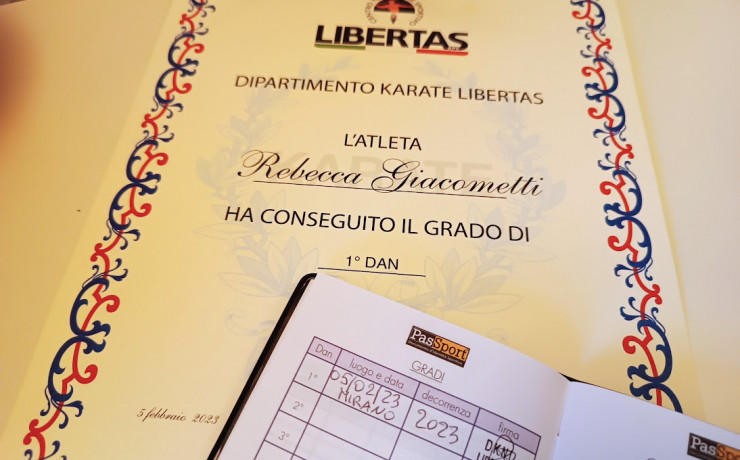 LIBERTAS
DIPARTIMENTO KARATE LIBERTAS
L'ATLETA
KARATE
Rebecca Giacometti
HA CONSEGUITO IL GRADO DI
1° DAN
5 febbraio 2023
PasSport
GRADI
Dan luogo e data decorrenza firma
1° 05/02/23 MIRANO 2023
2°
3°
PasSport